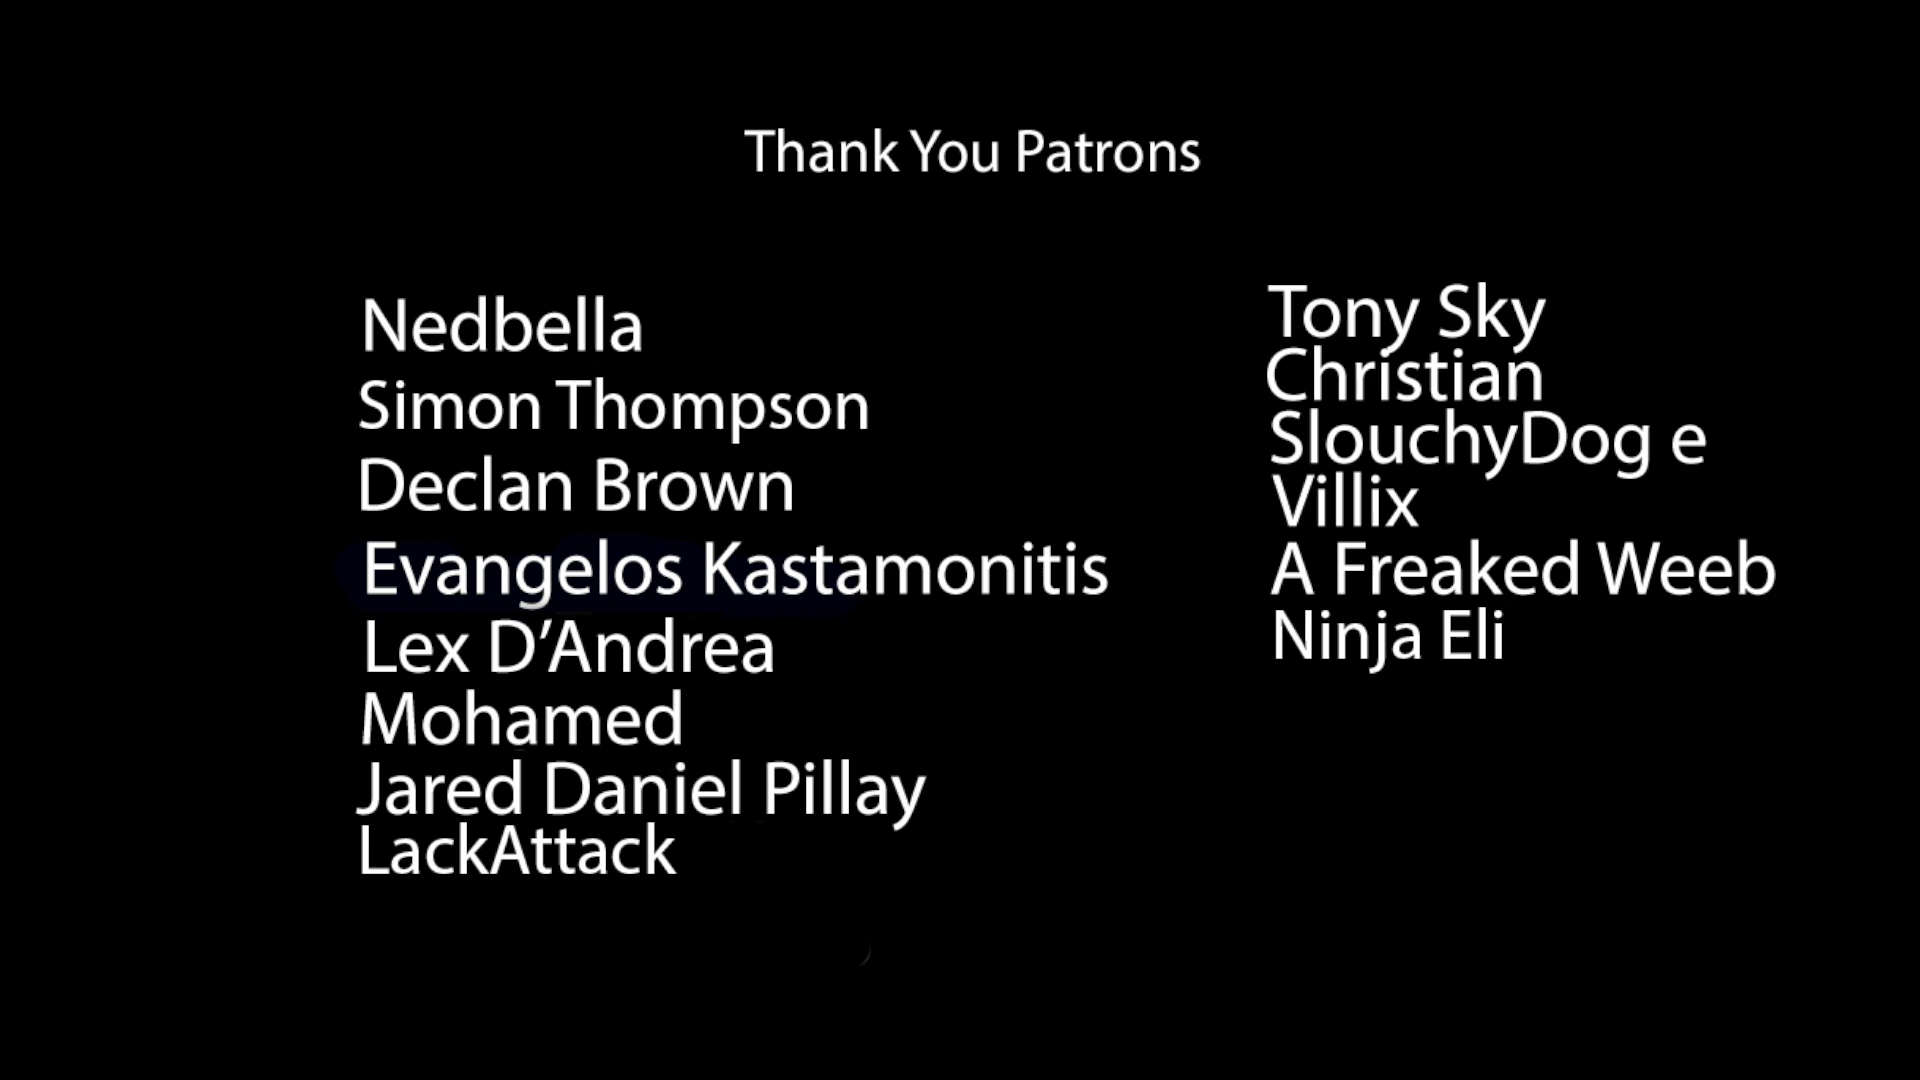 Thank You Patrons
Nedbella
Simon Thompson
Declan Brown
Evangelos Kastamonitis
Lex D’Andrea
Mohamed
Jared Daniel Pillay
LackAttack
Tony Sky
Christian
SlouchyDog e
Villix
A Freaked Weeb
Ninja Eli